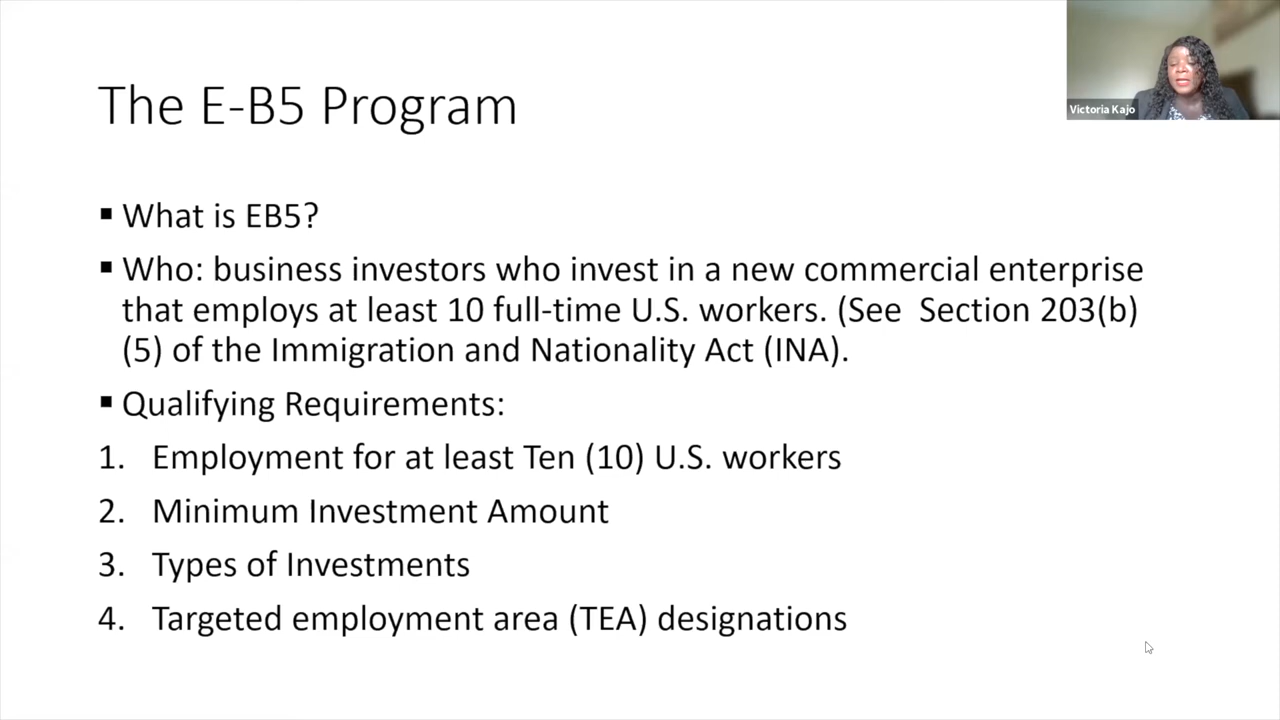 The E-B5 Program
Victoria Kajo
▪ What is EB5?
▪ Who: business investors who invest in a new commercial enterprise
that employs at least 10 full-time U.S. workers. (See  Section 203(b)
(5) of the Immigration and Nationality Act (INA).
▪ Qualifying Requirements:
1. Employment for at least Ten (10) U.S. workers
2. Minimum Investment Amount
3. Types of Investments
4. Targeted employment area (TEA) designations